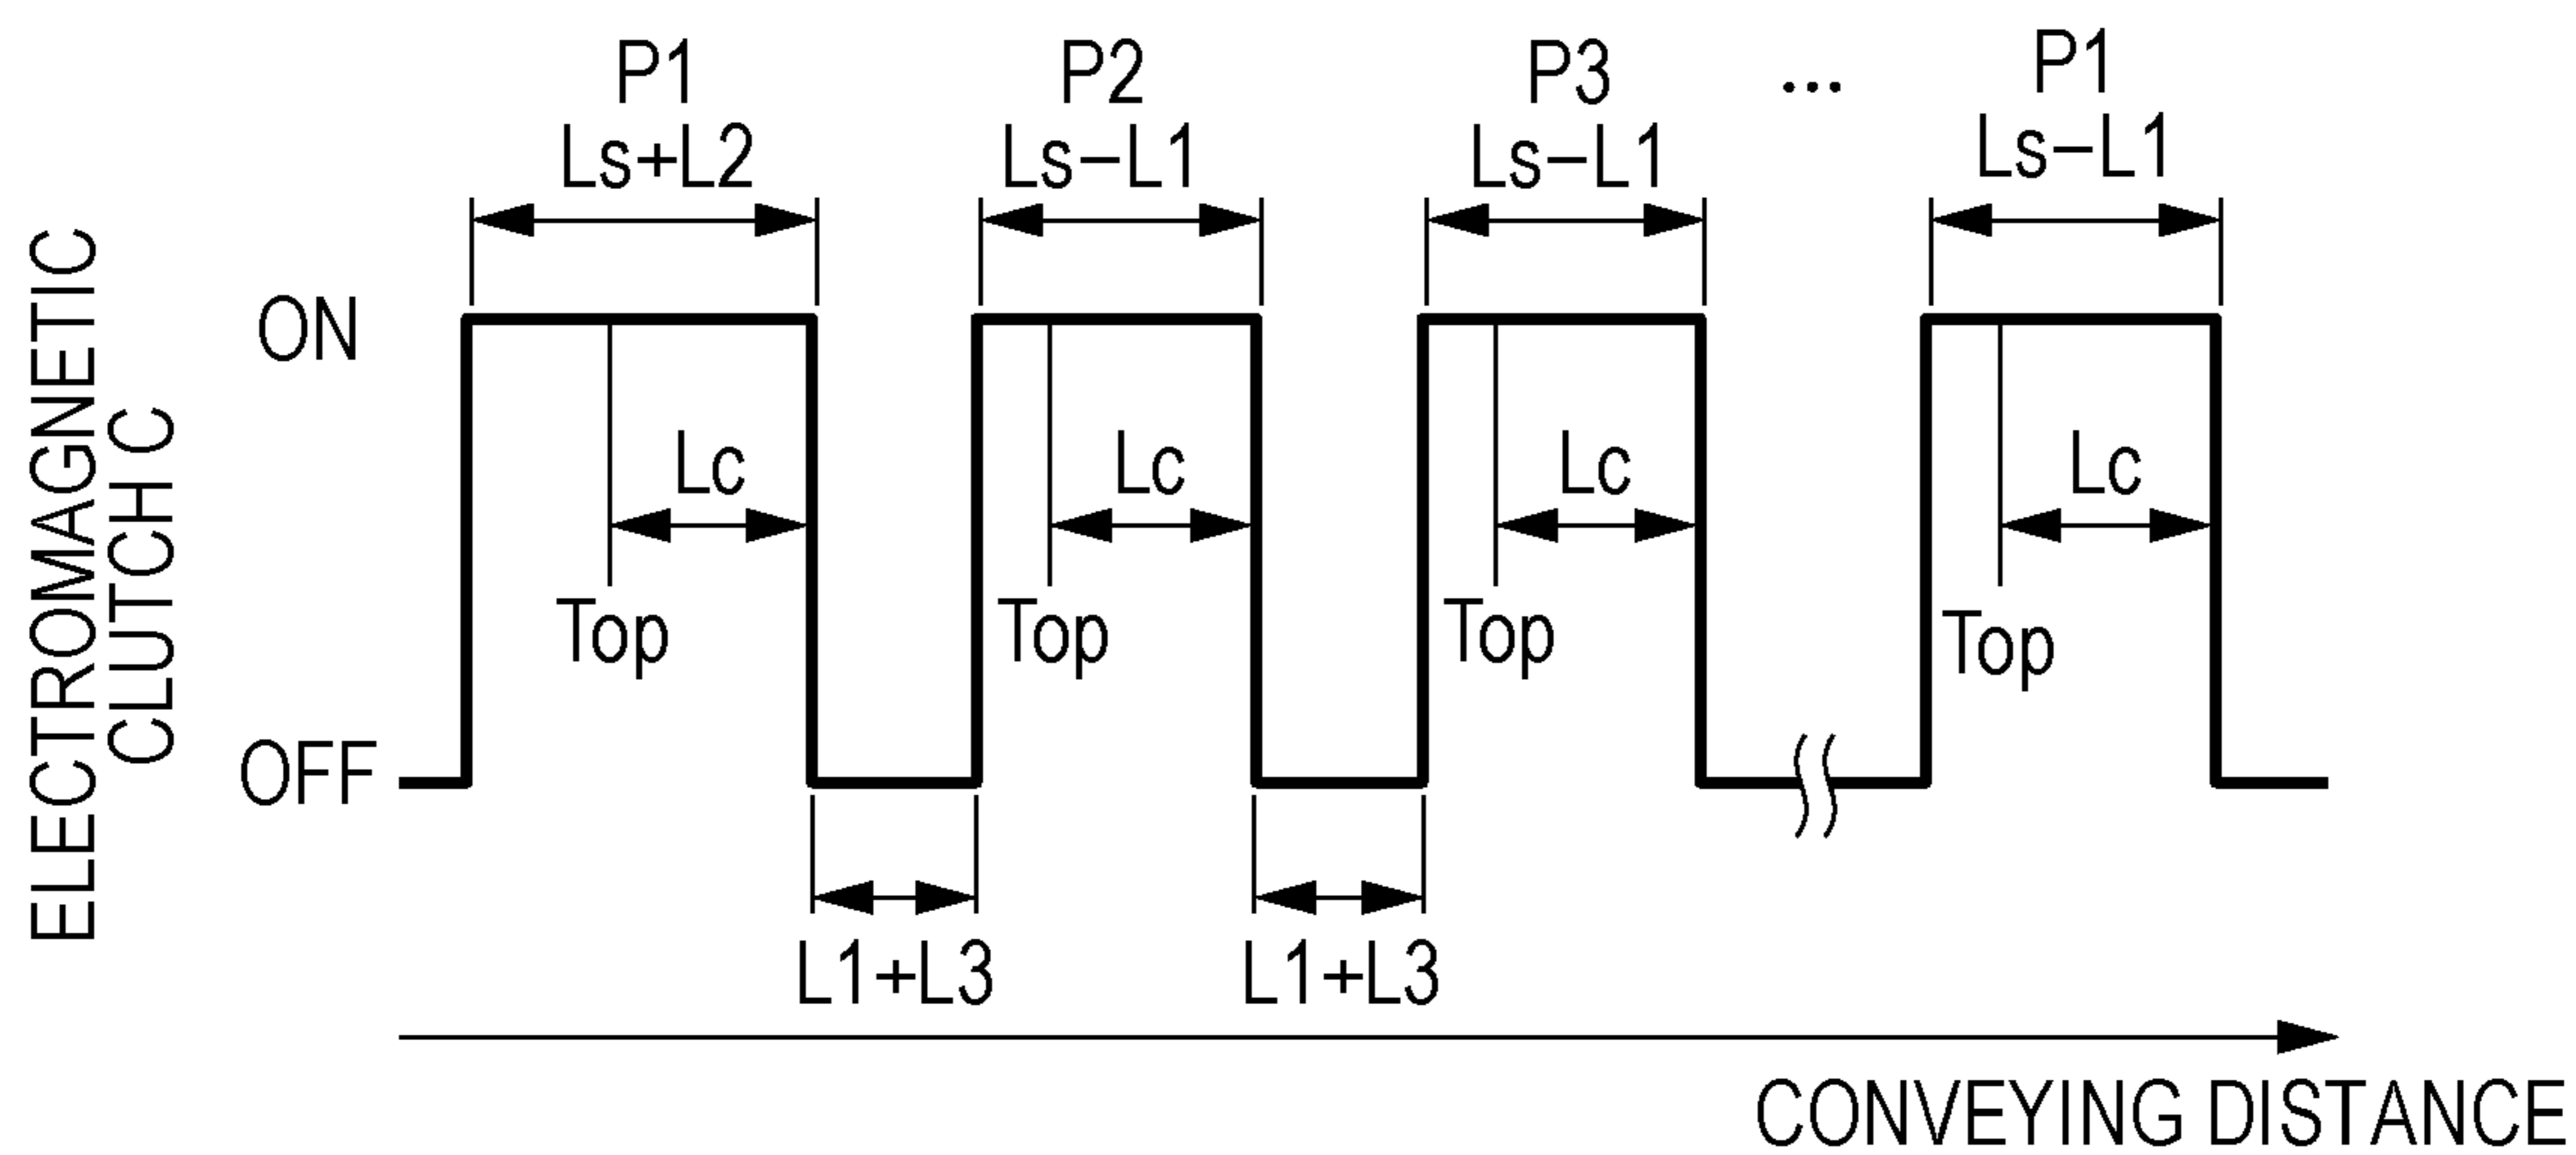 P1
Ls+L2
P2
Ls−L1
P3
Ls−L1
...
P1
Ls−L1
ELECTROMAGNETIC
CLUTCH C
ON
OFF
Lc
Lc
Lc
Lc
Top
Top
Top
Top
L1+L3
L1+L3
CONVEYING DISTANCE